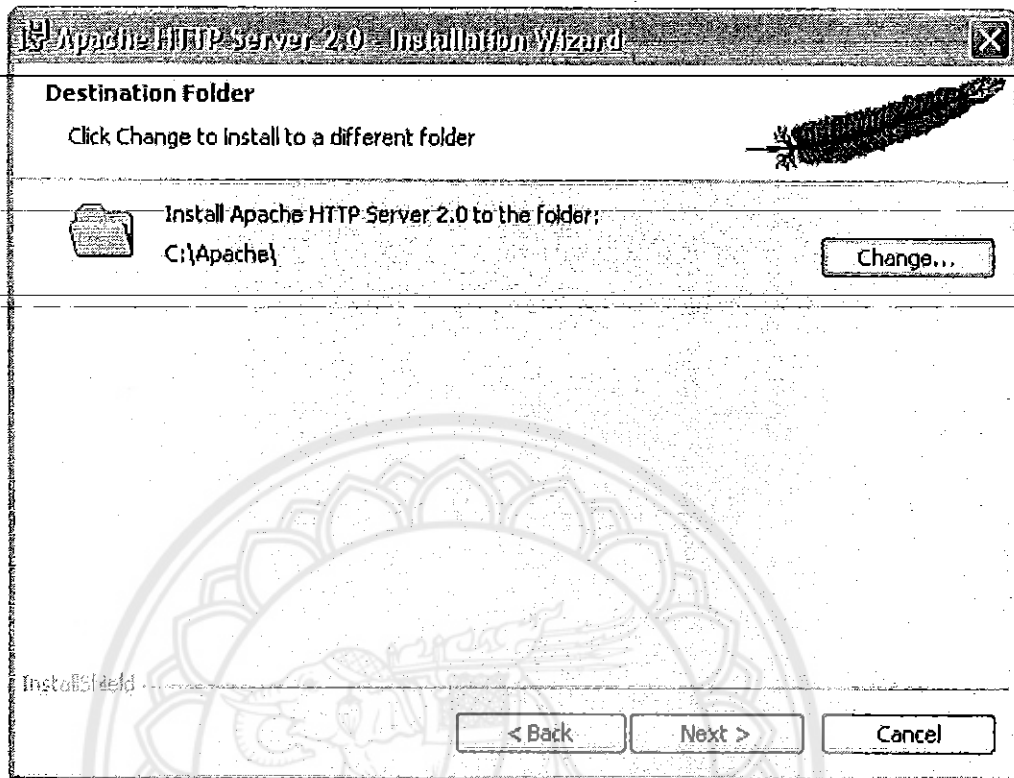 Apache HTTP Server 2.0 - Installation Wizard
Destination Folder
Click Change to install to a different folder
Install Apache HTTP Server 2.0 to the folder:
C:\Apache\
Change...
InstallShield
< Back
Next >
Cancel